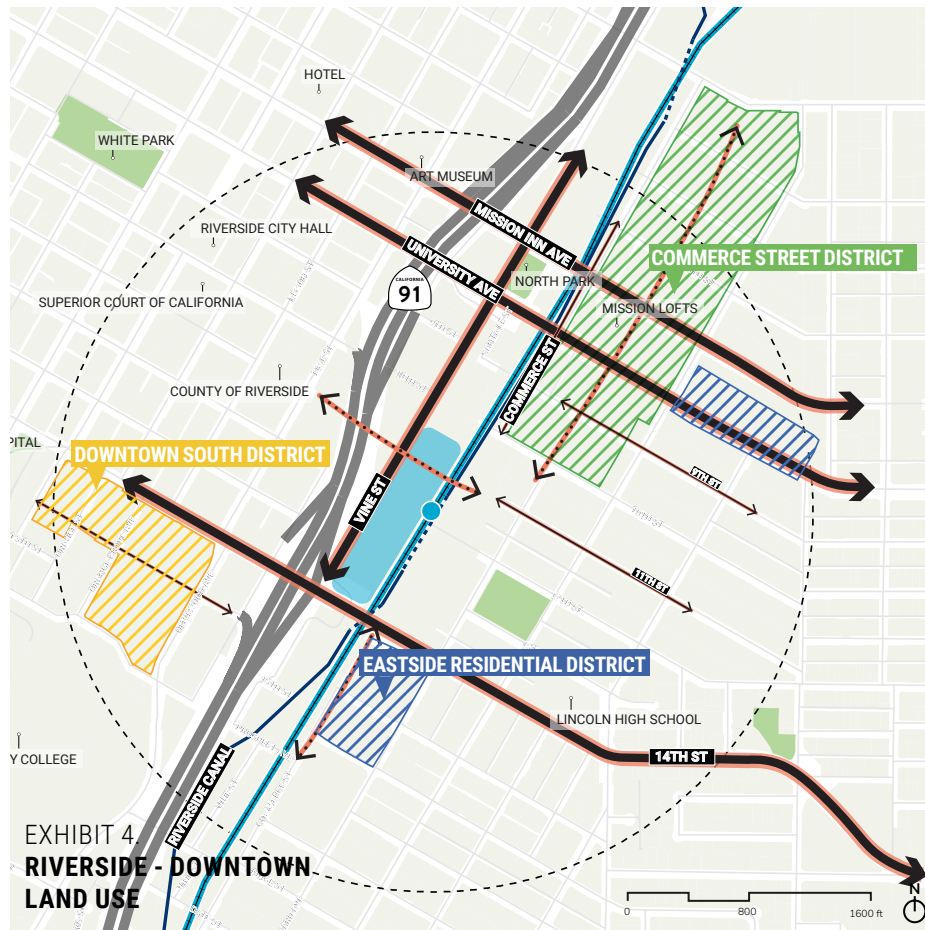 HOTEL
WHITE PARK
ART MUSEUM
RIVERSIDE CITY HALL
MISSION INN AVE
UNIVERSITY AVE
COMMERCE STREET DISTRICT
CALIFORNIA
91
NORTH PARK
SUPERIOR COURT OF CALIFORNIA
MISSION LOFTS
COMMERCE ST
COUNTY OF RIVERSIDE
PITAL
DOWNTOWN SOUTH DISTRICT
9TH ST
VINE ST
11TH ST
EASTSIDE RESIDENTIAL DISTRICT
LINCOLN HIGH SCHOOL
Y COLLEGE
14TH ST
RIVERSIDE CANAL
EXHIBIT 4.
RIVERSIDE - DOWNTOWN
LAND USE
N
0 800 1600 ft